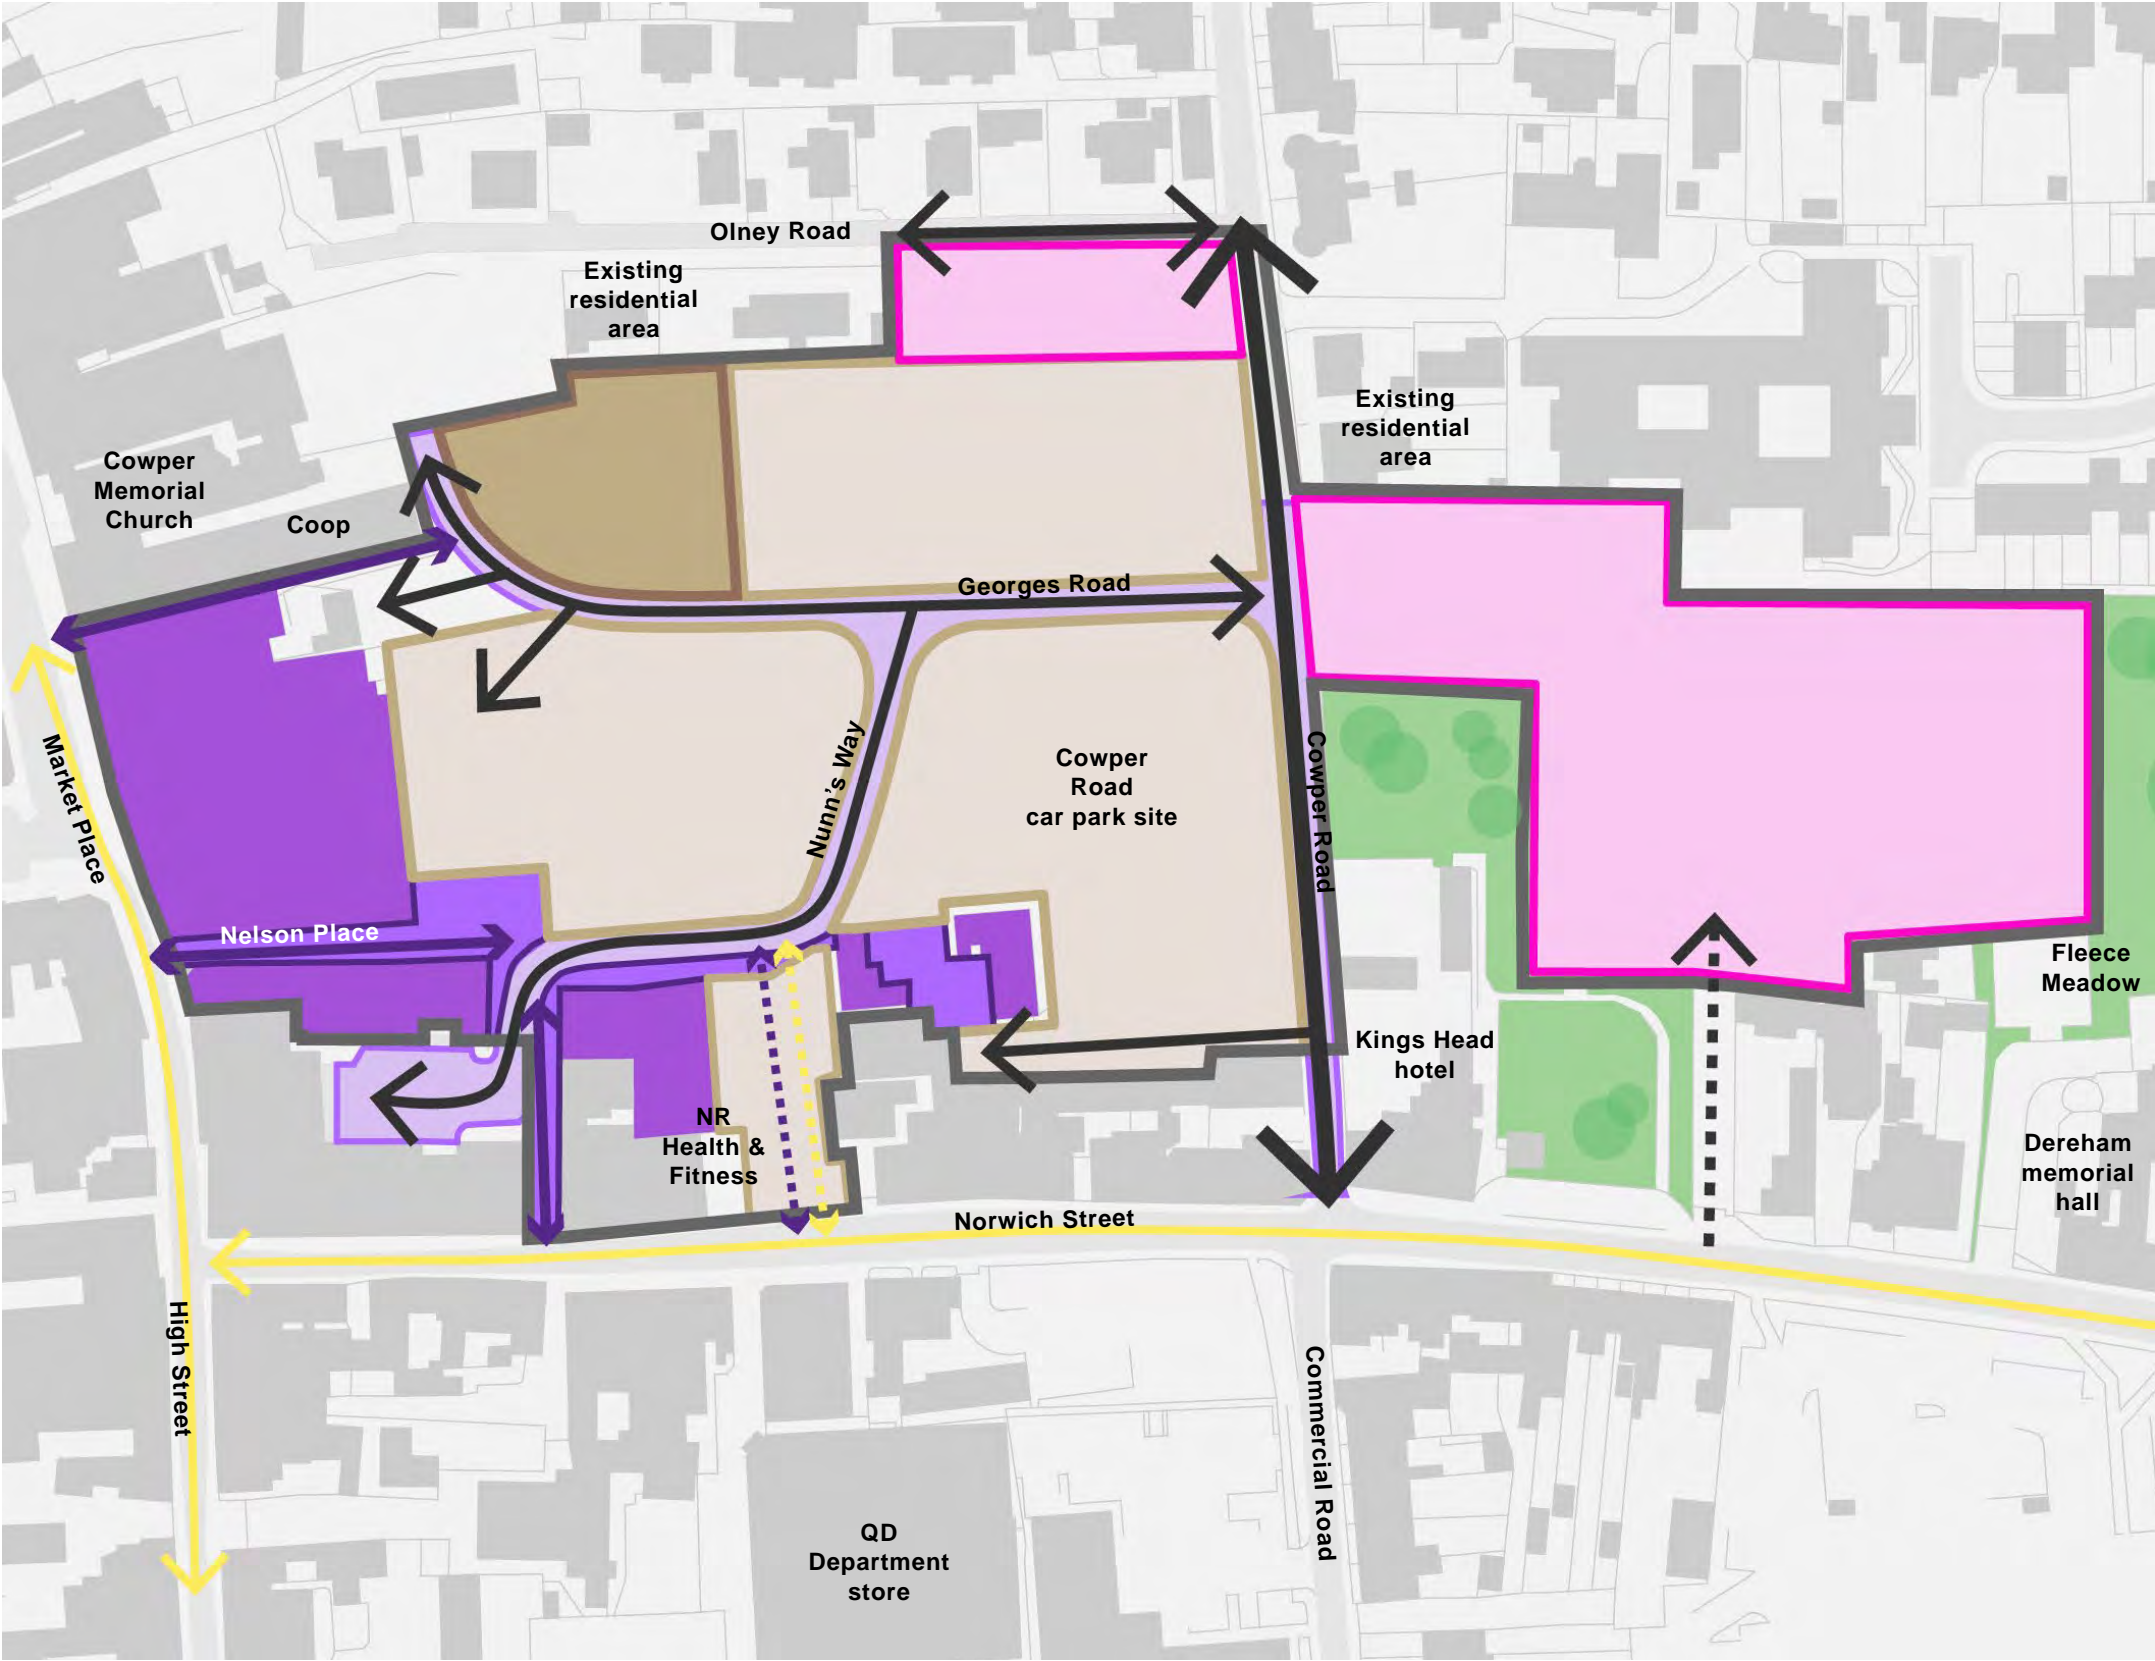 Olney Road
Existing
residential
area
Existing
residential
area
Cowper
Memorial
Church
Coop
Georges Road
Market Place
Nunn's Way
Cowper
Road
car park site
Cowper Road
Nelson Place
Fleece
Meadow
Kings Head
hotel
NR
Health &
Fitness
Dereham
memorial
hall
Norwich Street
High Street
Commercial Road
QD
Department
store